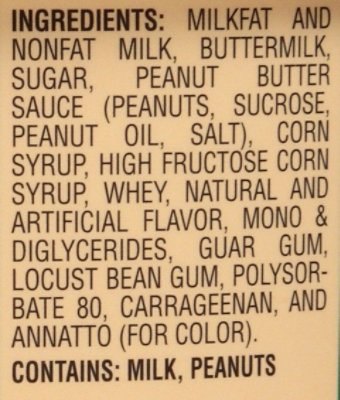 INGREDIENTS: MILKFAT AND
NONFAT MILK, BUTTERMILK,
SUGAR, PEANUT BUTTER
SAUCE (PEANUTS, SUCROSE,
PEANUT OIL, SALT), CORN
SYRUP, HIGH FRUCTOSE CORN
SYRUP, WHEY, NATURAL AND
ARTIFICIAL FLAVOR, MONO &
DIGLYCERIDES, GUAR GUM,
LOCUST BEAN GUM, POLYSOR-
BATE 80, CARRAGEENAN, AND
ANNATTO (FOR COLOR).
CONTAINS: MILK, PEANUTS